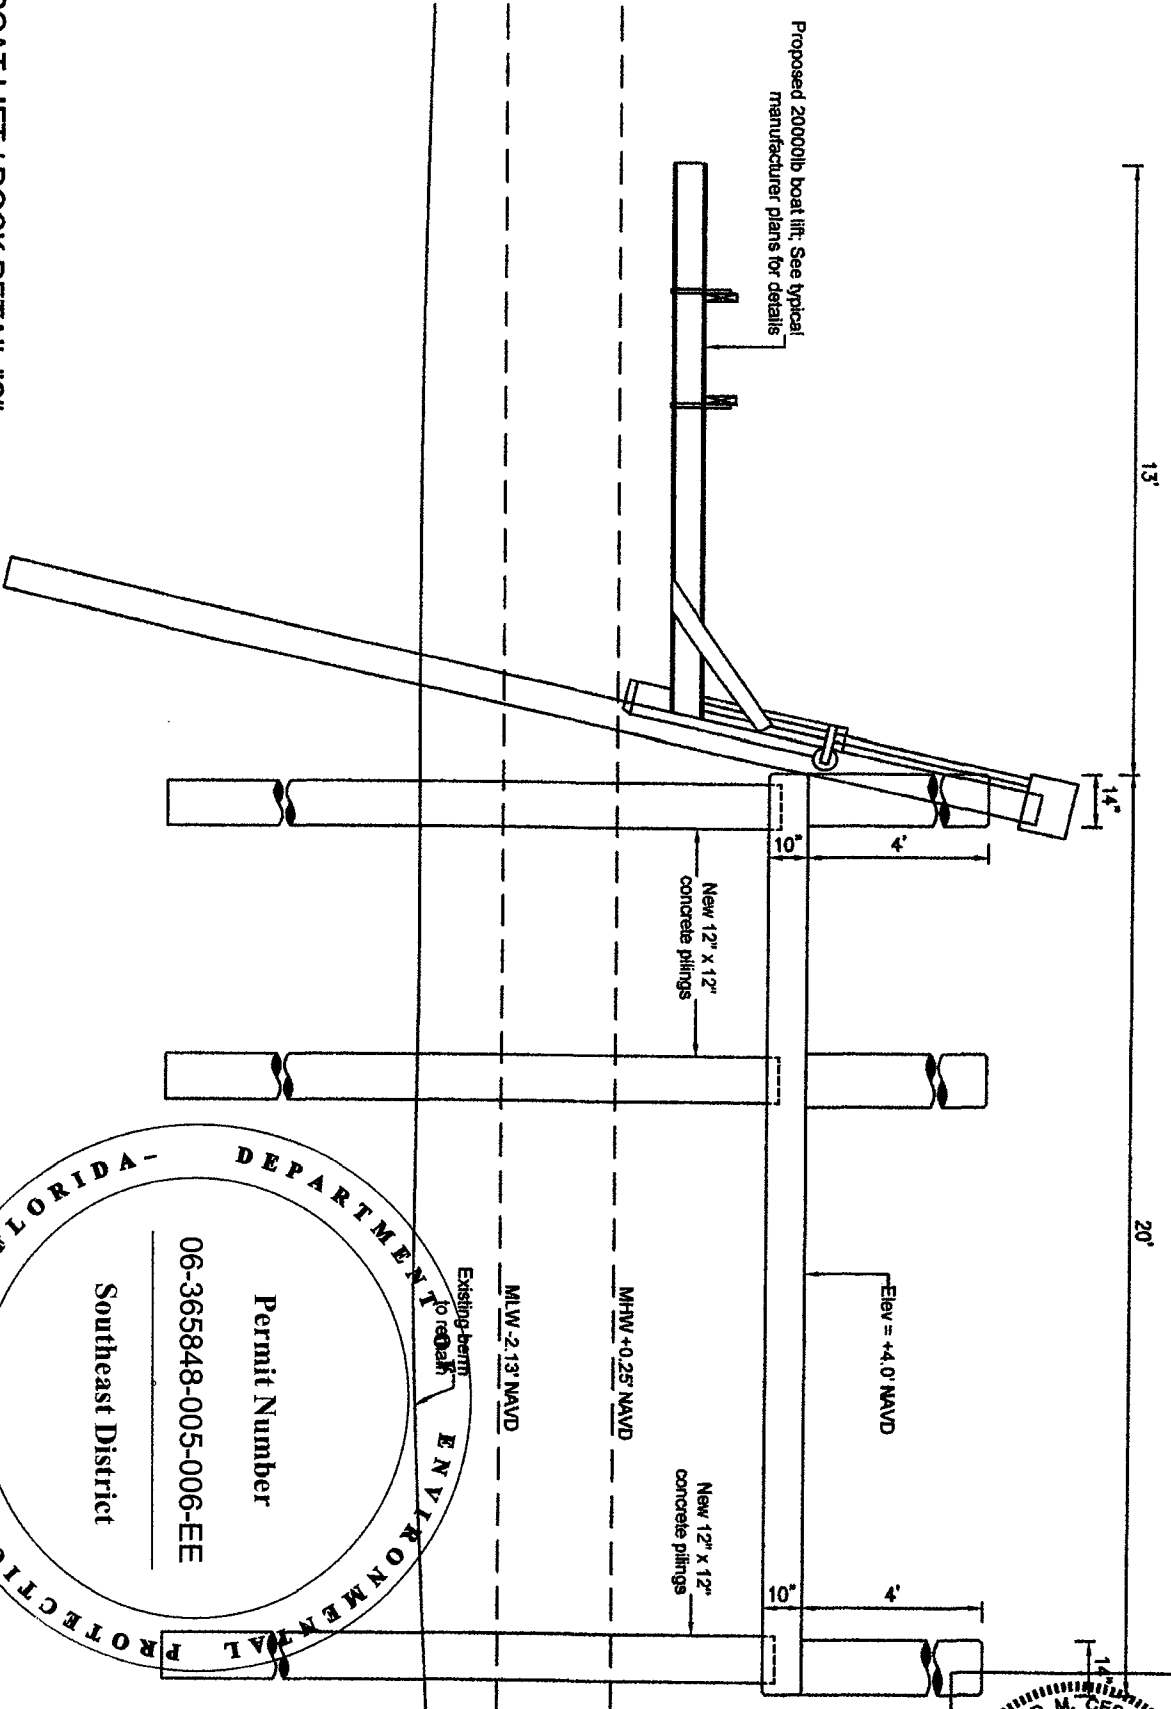 13'
20'
14"
14"
Proposed 20000lb boat lift; See typical
manufacturer plans for details
4'
4'
10"
10"
Elev = +4.0' NAVD
New 12" x 12"
concrete pilings
New 12" x 12"
concrete pilings
MHW +0.25' NAVD
MLW -2.13' NAVD
Existing berm
to remain
DEPARTMENT OF ENVIRONMENTAL
Permit Number
06-365848-005-006-EE
Southeast District